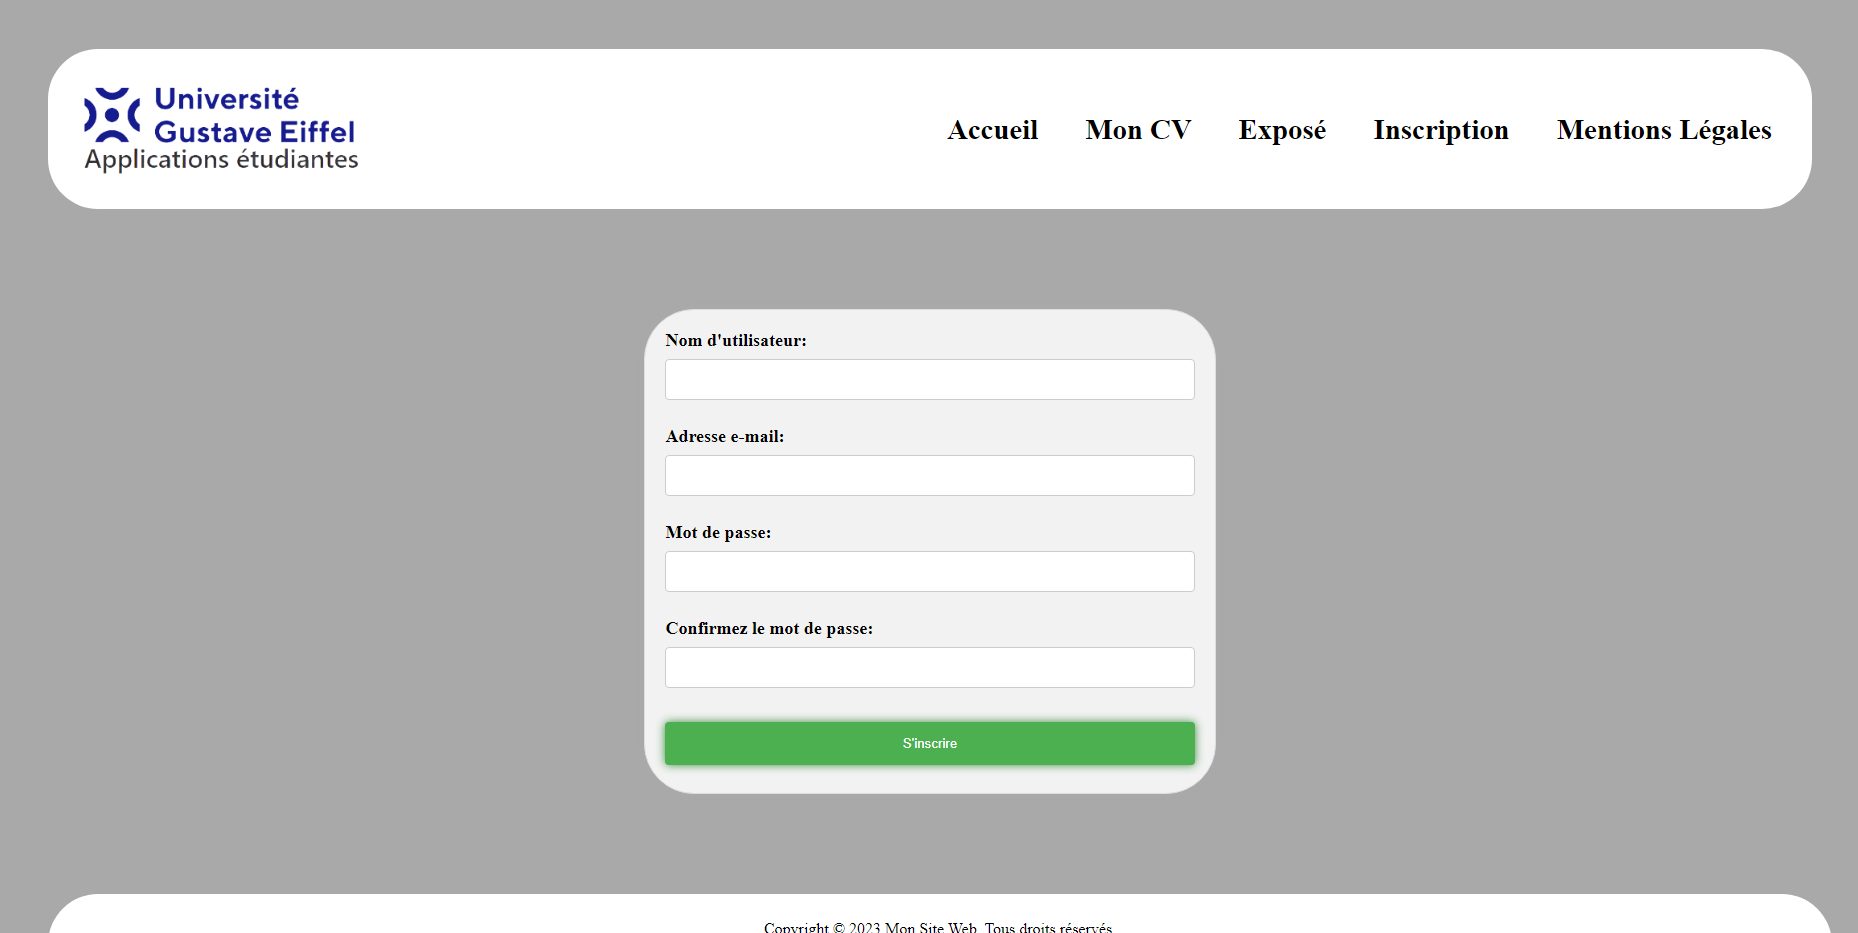 Université
Gustave Eiffel
Applications étudiantes
Accueil Mon CV Exposé Inscription Mentions Légales
Nom d'utilisateur:
Adresse e-mail:
Mot de passe:
Confirmez le mot de passe:
S'inscrire
Copyright © 2023 Mon Site Web. Tous droits réservés